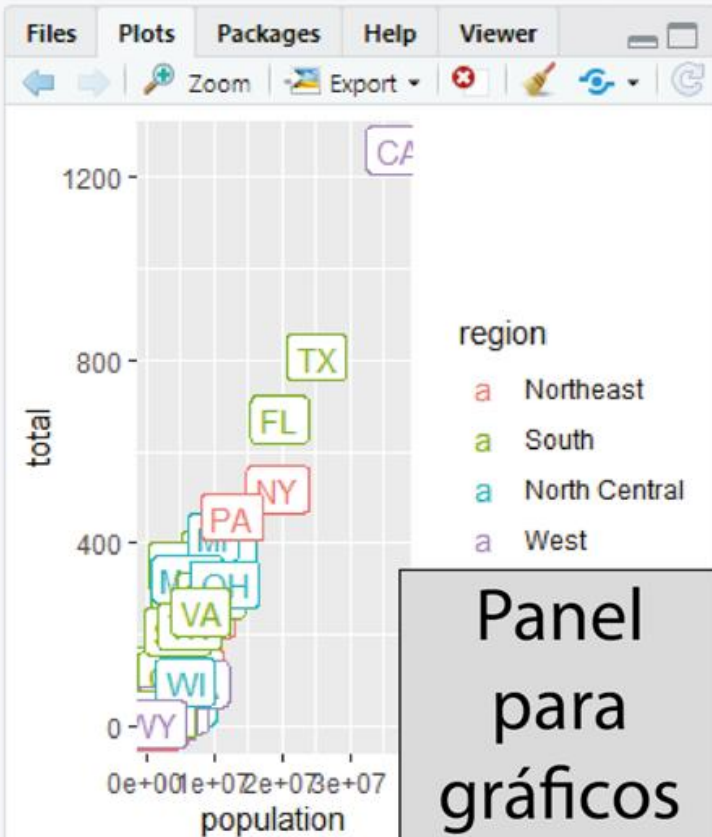 Files Plots Packages Help Viewer
Zoom Export
CA
1200
region
800 TX
a Northeast
FL
a South
total
NY
a North Central
PA
a West
400
OH
VA
WI
0 WY
0e+00 1e+07 2e+07 3e+07
population
Panel
para
gráficos